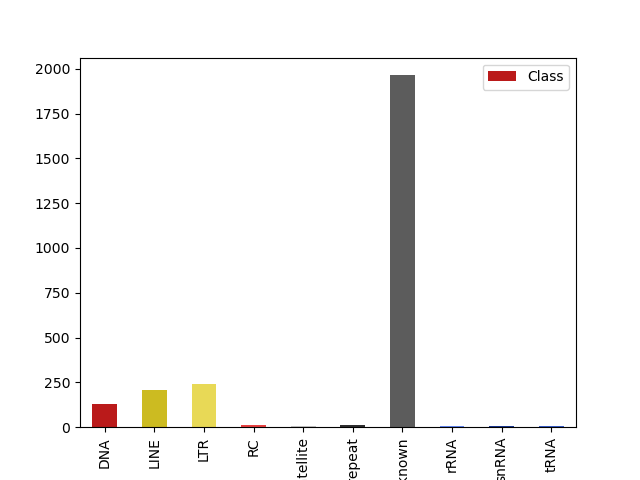 2000
1750
1500
1250
1000
750
500
250
0
Class
DNA
LINE
LTR
RC
tellite
repeat
known
rRNA
snRNA
tRNA